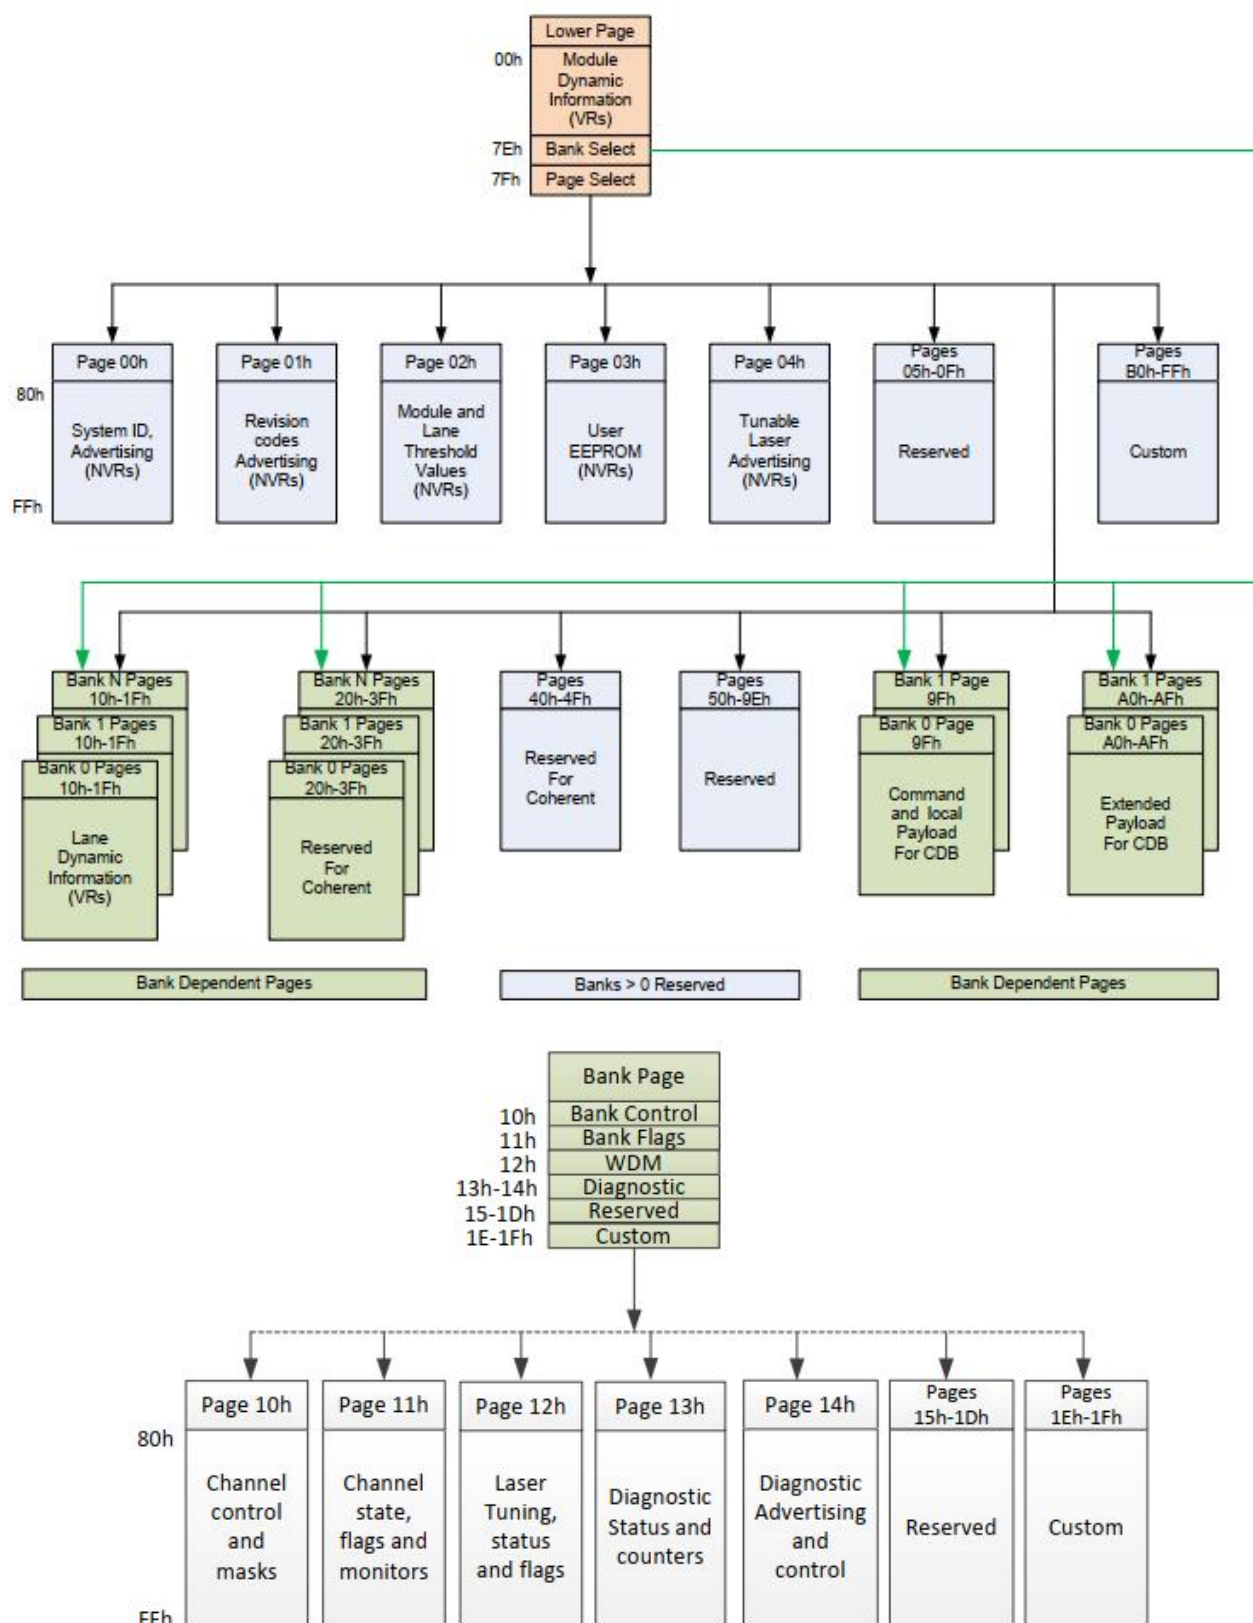 Lower Page
00h
Module
Dynamic
Information
(VRs)
7Eh
Bank Select
7Fh
Page Select
Page 00h
Page 01h
Page 02h
Page 03h
Page 04h
Pages
05h-0Fh
Pages
B0h-FFh
80h
System ID,
Advertising
(NVRs)
Revision
codes
Advertising
(NVRs)
Module and
Lane
Threshold
Values
(NVRs)
User
EEPROM
(NVRs)
Tunable
Laser
Advertising
(NVRs)
Reserved
Custom
FFh
Bank N Pages
10h-1Fh
Bank 1 Pages
10h-1Fh
Bank 0 Pages
10h-1Fh
Lane
Dynamic
Information
(VRs)
Bank N Pages
20h-3Fh
Bank 1 Pages
20h-3Fh
Bank 0 Pages
20h-3Fh
Reserved
For
Coherent
Pages
40h-4Fh
Reserved
For
Coherent
Pages
50h-9Eh
Reserved
Bank 1 Page
9Fh
Bank 0 Page
9Fh
Command
and local
Payload
For CDB
Bank 1 Pages
A0h-AFh
Bank 0 Pages
A0h-AFh
Extended
Payload
For CDB
Bank Dependent Pages
Banks > 0 Reserved
Bank Dependent Pages
Bank Page
10h
Bank Control
11h
Bank Flags
12h
WDM
13h-14h
Diagnostic
15-1Dh
Reserved
1E-1Fh
Custom
Page 10h
Page 11h
Page 12h
Page 13h
Page 14h
Pages
15h-1Dh
Pages
1Eh-1Fh
80h
Channel
control
and
masks
Channel
state,
flags and
monitors
Laser
Tuning,
status
and flags
Diagnostic
Status and
counters
Diagnostic
Advertising
and
control
Reserved
Custom
FFh